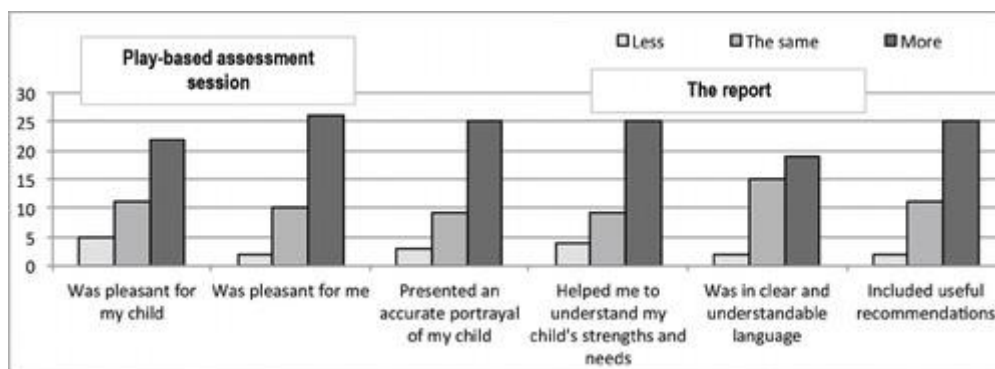 Less The same More
Play-based assessment
session
The report
30
25
20
15
10
5
0
Was pleasant for
my child
Was pleasant for me
Presented an
accurate portrayal
of my child
Helped me to
understand my
child's strengths and
needs
Was in clear and
understandable
language
Included useful
recommendations